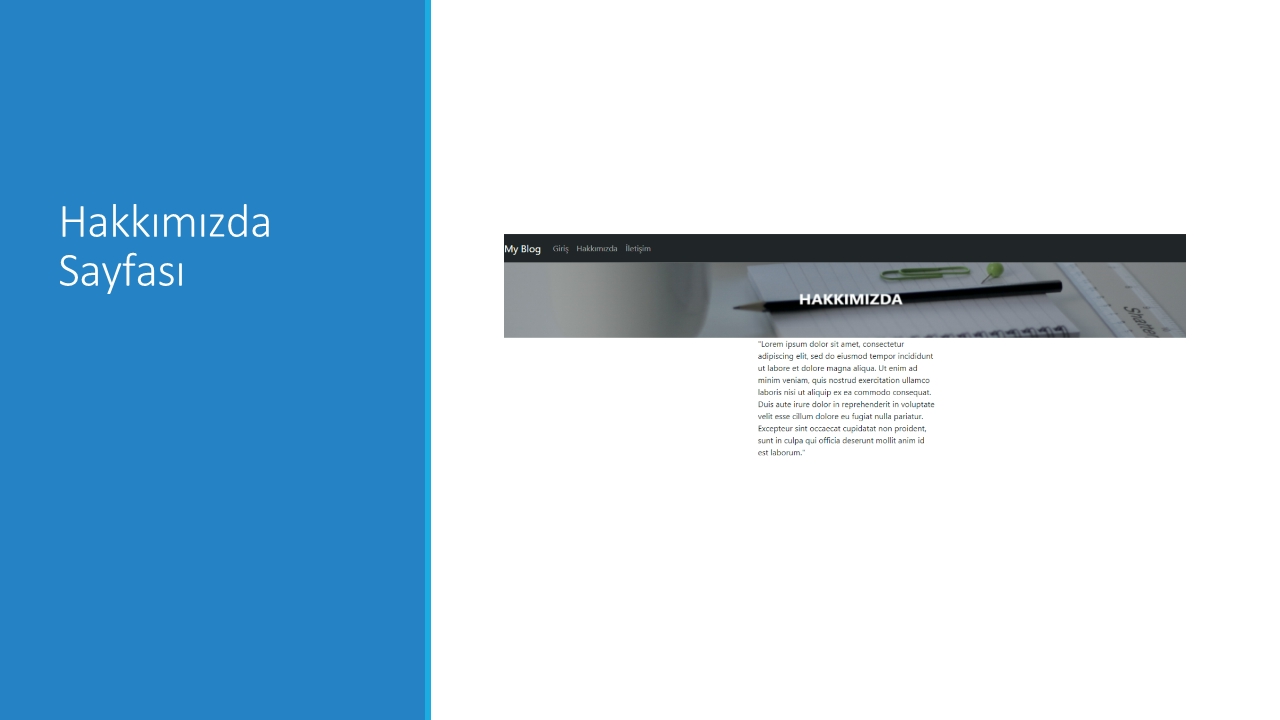 Hakkımızda
Sayfası
My Blog Giriş Hakkımızda İletişim
HAKKIMIZDA
Shatter
"Lorem ipsum dolor sit amet, consectetur
adipiscing elit, sed do eiusmod tempor incididunt
ut labore et dolore magna aliqua. Ut enim ad
minim veniam, quis nostrud exercitation ullamco
laboris nisi ut aliquip ex ea commodo consequat.
Duis aute irure dolor in reprehenderit in voluptate
velit esse cillum dolore eu fugiat nulla pariatur.
Excepteur sint occaecat cupidatat non proident,
sunt in culpa qui officia deserunt mollit anim id
est laborum."